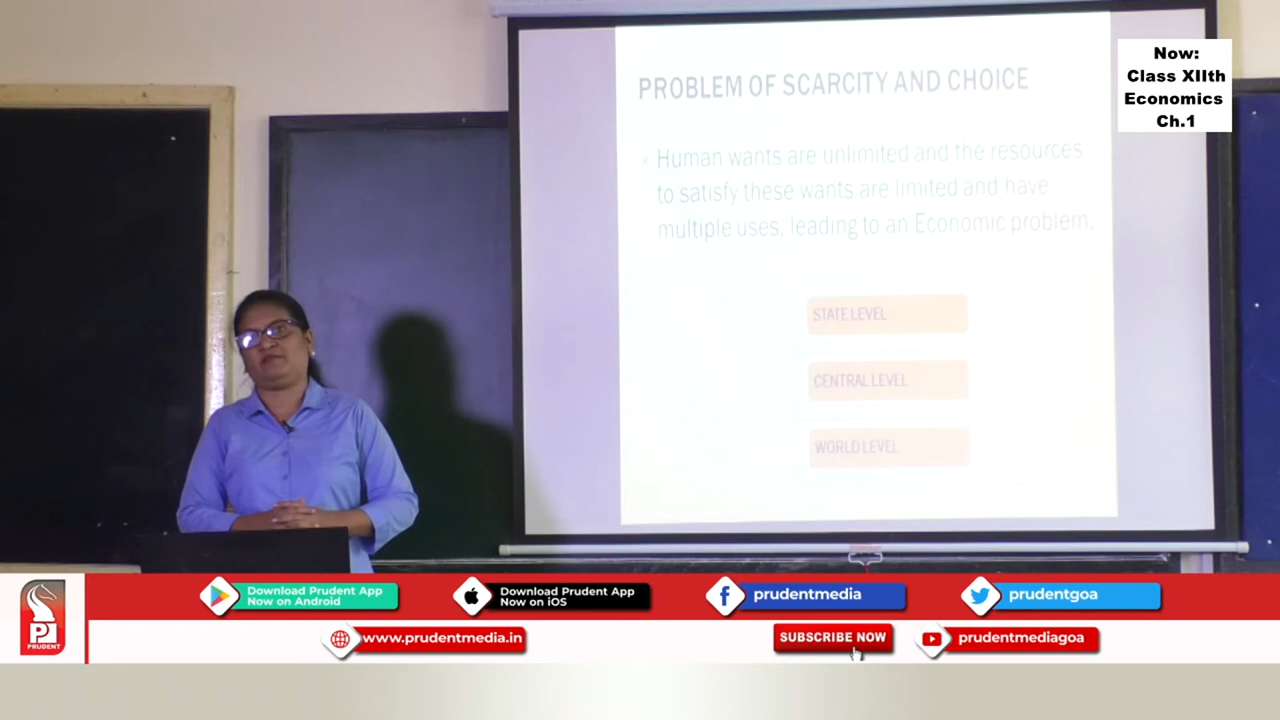 PROBLEM OF SCARCITY AND CHOICE
Human wants are unlimited and the resources
to satisfy these wants are limited and have
multiple uses, leading to an Economic problem.
STATE LEVEL
CENTRAL LEVEL
WORLD LEVEL
Now:
Class XIIth
Economics
Ch.1
PRUDENT
Download Prudent App
Now on Android
Download Prudent App
Now on iOS
prudentmedia
prudentgoa
www.prudentmedia.in
SUBSCRIBE NOW
prudentmediagoa